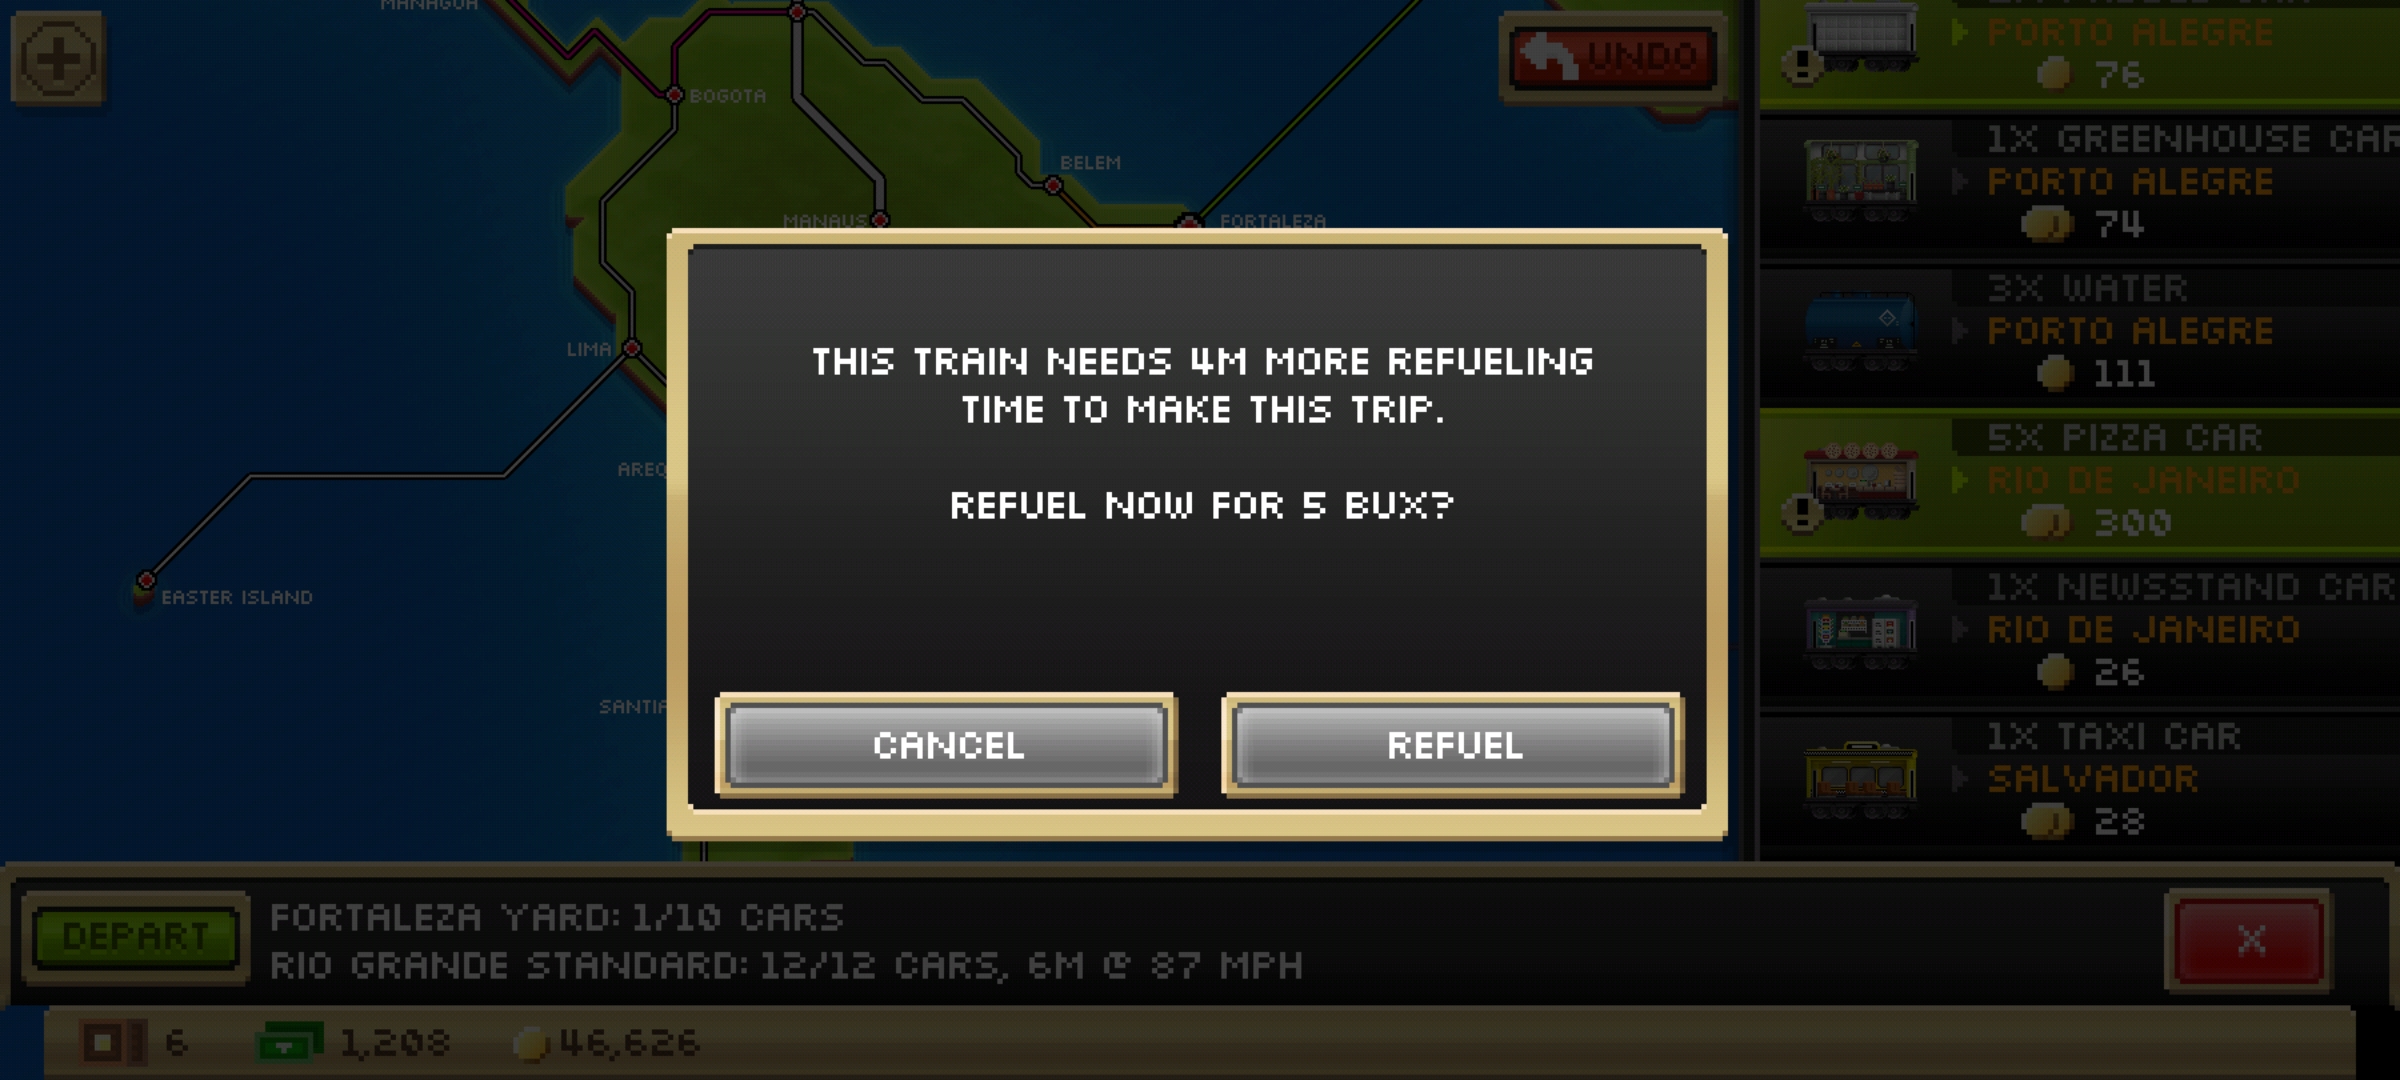 MANAGUA
BOGOTA
BELEM
MANAUS
FORTALEZA
LIMA
EASTER ISLAND
UNDO
PORTO ALEGRE
76
1X GREENHOUSE CAR
PORTO ALEGRE
74
3X WATER
PORTO ALEGRE
111
5X PIZZA CAR
RIO DE JANEIRO
300
1X NEWSSTAND CAR
RIO DE JANEIRO
26
1X TAXI CAR
SALVADOR
28
THIS TRAIN NEEDS 4M MORE REFUELING
TIME TO MAKE THIS TRIP.
REFUEL NOW FOR 5 BUX?
CANCEL
REFUEL
DEPART
FORTALEZA YARD: 1/10 CARS
RIO GRANDE STANDARD: 12/12 CARS, 6M @ 87 MPH
X
6
1,208
46,626